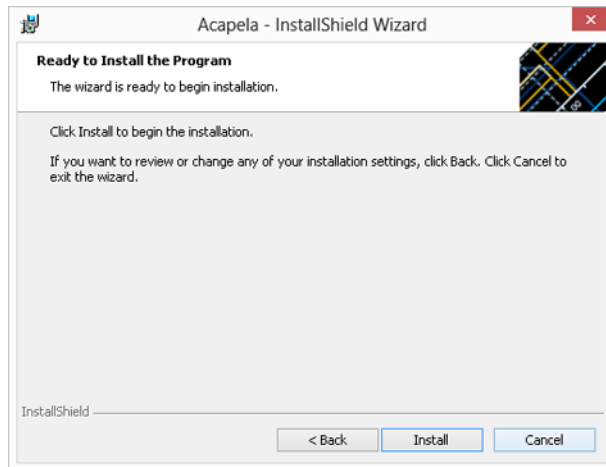 Acapela - InstallShield Wizard
Ready to Install the Program
The wizard is ready to begin installation.
Click Install to begin the installation.
If you want to review or change any of your installation settings, click Back. Click Cancel to
exit the wizard.
InstallShield
< Back Install Cancel